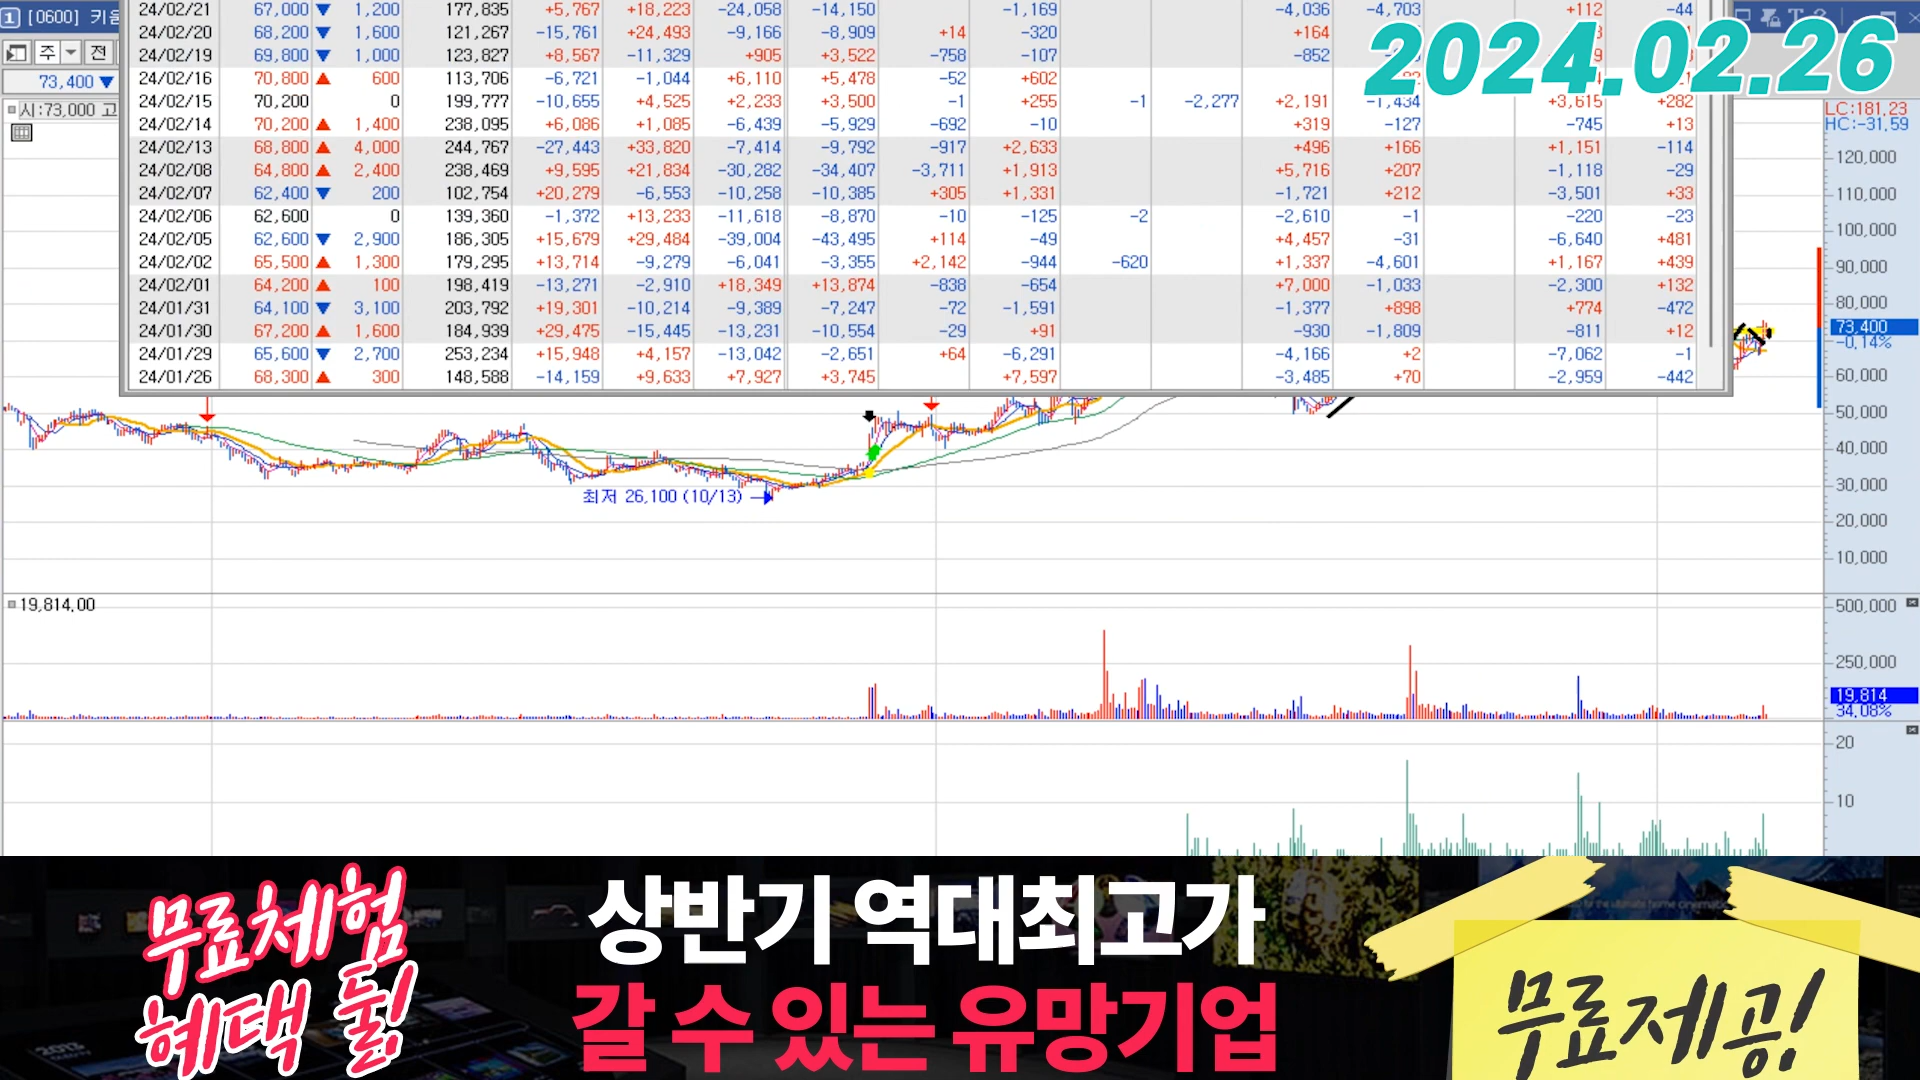 1 [0600] 키움
2024.02.26
주 전
73,400 ▼
시:73,000 고
24/02/21 67,000 ▼ 1,200 177,835 +5,767 +18,223 -24,058 -14,150 -1,169 -4,036 -4,703 +112 -44
24/02/20 68,200 ▼ 1,600 121,267 -15,761 +24,493 -9,166 -8,909 +14 -320 +164
24/02/19 69,800 ▼ 1,000 123,827 +8,567 -11,329 +905 +3,522 -758 -107 -852
24/02/16 70,800 ▲ 600 113,706 -6,721 -1,044 +6,110 +5,478 -52 +602
24/02/15 70,200 0 199,777 -10,655 +4,525 +2,233 +3,500 -1 +255 -1 -2,277 +2,191 -1,434 +3,615 +282
24/02/14 70,200 ▲ 1,400 238,095 +6,086 +1,085 -6,439 -5,929 -692 -10 +319 -127 -745 +13
24/02/13 68,800 ▲ 4,000 244,767 -27,443 +33,820 -7,414 -9,792 -917 +2,633 +496 +166 +1,151 -114
24/02/08 64,800 ▲ 2,400 238,469 +9,595 +21,834 -30,282 -34,407 -3,711 +1,913 +5,716 +207 -1,118 -29
24/02/07 62,400 ▼ 200 102,754 +20,279 -6,553 -10,258 -10,385 +305 +1,331 -1,721 +212 -3,501 +33
24/02/06 62,600 0 139,360 -1,372 +13,233 -11,618 -8,870 -10 -125 -2 -2,610 -1 -220 -23
24/02/05 62,600 ▼ 2,900 186,305 +15,679 +29,484 -39,004 -43,495 +114 -49 +4,457 -31 -6,640 +481
24/02/02 65,500 ▲ 1,300 179,295 +13,714 -9,279 -6,041 -3,355 +2,142 -944 -620 +1,337 -4,601 +1,167 +439
24/02/01 64,200 ▲ 100 198,419 -13,271 -2,910 +18,349 +13,874 -838 -654 +7,000 -1,033 -2,300 +132
24/01/31 64,100 ▼ 3,100 203,792 +19,301 -10,214 -9,389 -7,247 -72 -1,591 -1,377 +898 +774 -472
24/01/30 67,200 ▲ 1,600 184,939 +29,475 -15,445 -13,231 -10,554 -29 +91 -930 -1,809 -811 +12
24/01/29 65,600 ▼ 2,700 253,234 +15,948 +4,157 -13,042 -2,651 +64 -6,291 -4,166 +2 -7,062 -1
24/01/26 68,300 ▲ 300 148,588 -14,159 +9,633 +7,927 +3,745 +7,597 -3,485 +70 -2,959 -442
LC:181.23
HC:-31.59
120,000
110,000
100,000
90,000
80,000
73,400
-0.14%
60,000
50,000
40,000
30,000
20,000
10,000
최저 26,100 (10/13)
19,814.00
500,000
250,000
19,814
34.08%
20
10
무료체험
혜택 둘!
상반기 역대최고가
갈 수 있는 유망기업
무료제공!